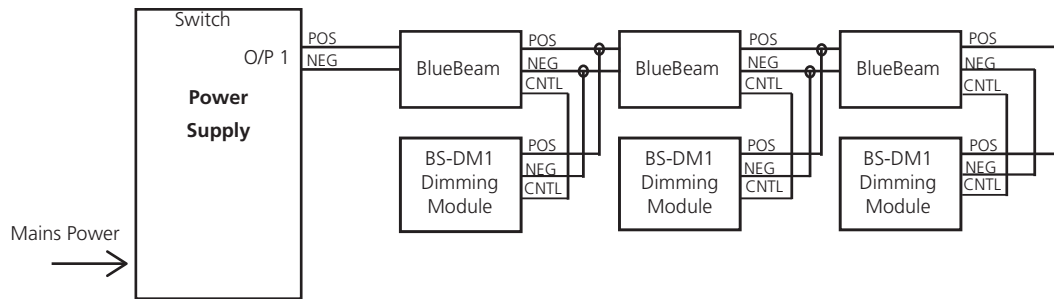 Switch
O/P 1
POS
NEG
Power
Supply
Mains Power
BlueBeam
POS
NEG
CNTL
BS-DM1
Dimming
Module
POS
NEG
CNTL
BlueBeam
POS
NEG
CNTL
BS-DM1
Dimming
Module
POS
NEG
CNTL
BlueBeam
POS
NEG
CNTL
BS-DM1
Dimming
Module
POS
NEG
CNTL